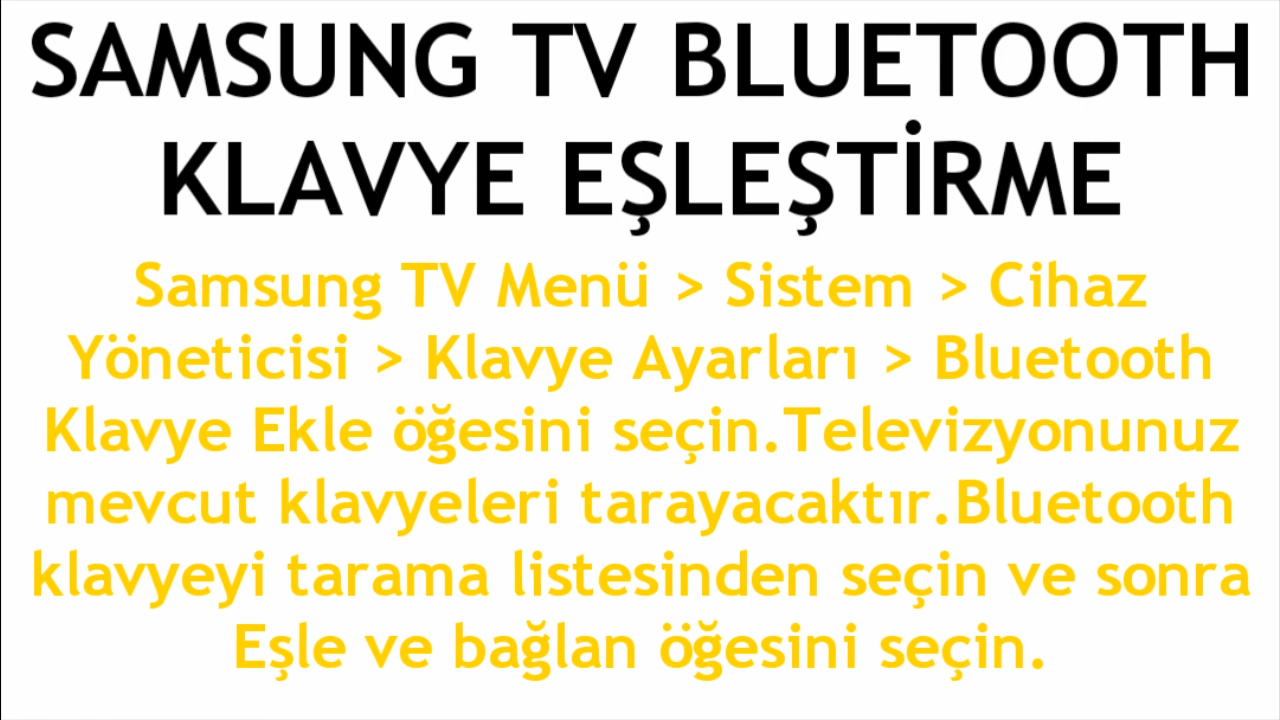 SAMSUNG TV BLUETOOTH
KLAVYE EŞLEŞTİRME
Samsung TV Menü > Sistem > Cihaz
Yöneticisi > Klavye Ayarları > Bluetooth
Klavye Ekle öğesini seçin.Televizyonunuz
mevcut klavyeleri tarayacaktır.Bluetooth
klavyeyi tarama listesinden seçin ve sonra
Eşle ve bağlan öğesini seçin.